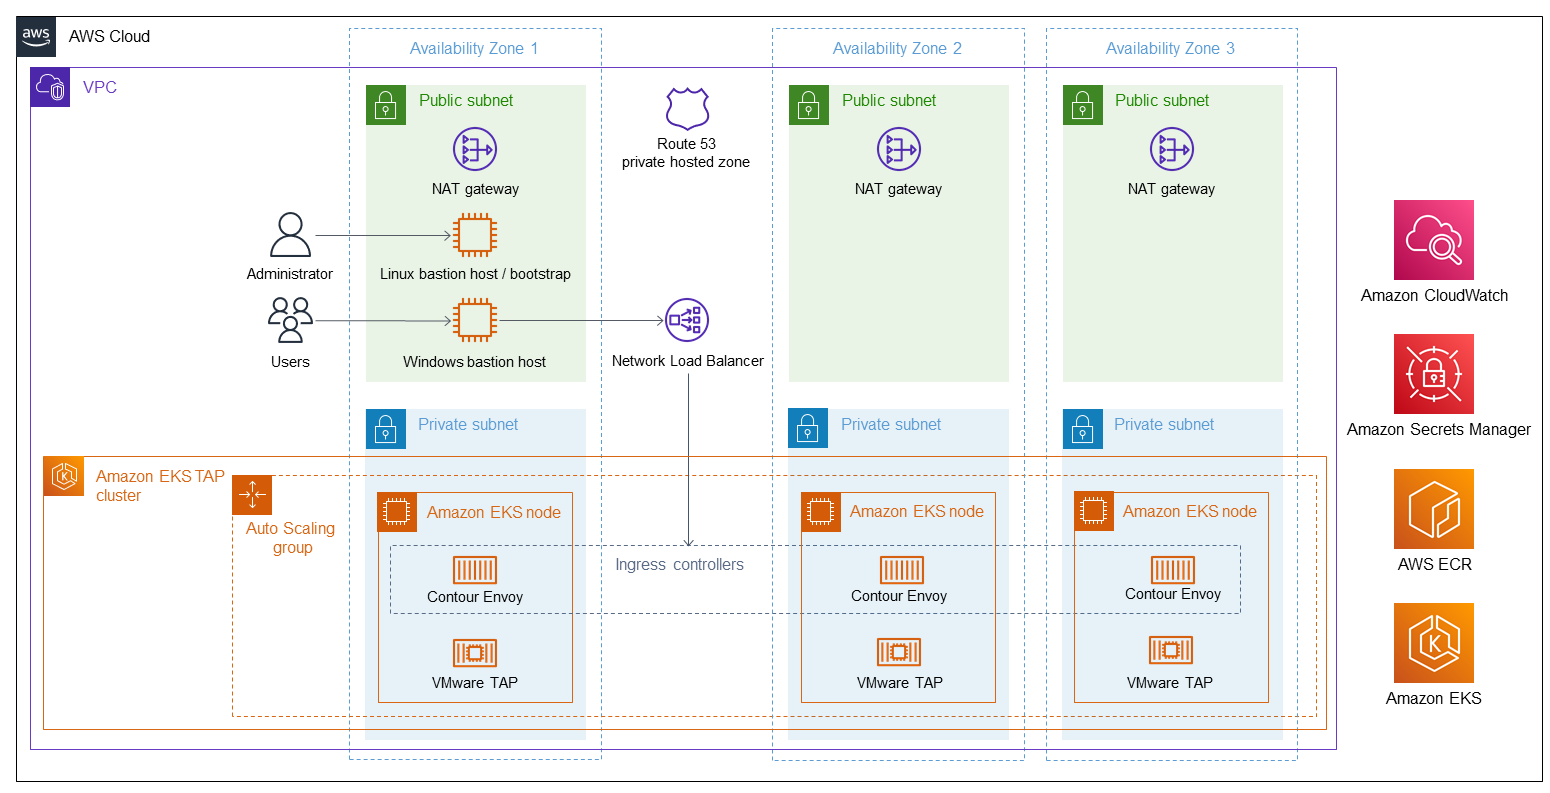 aws
AWS Cloud
Availability Zone 1
Availability Zone 2
Availability Zone 3
VPC
Public subnet
Public subnet
Public subnet
Route 53
private hosted zone
NAT gateway
NAT gateway
NAT gateway
Administrator
Linux bastion host / bootstrap
Users
Windows bastion host
Network Load Balancer
Amazon CloudWatch
Private subnet
Private subnet
Private subnet
Amazon Secrets Manager
Amazon EKS TAP
cluster
Auto Scaling
group
Amazon EKS node
Amazon EKS node
Amazon EKS node
Ingress controllers
Contour Envoy
Contour Envoy
Contour Envoy
AWS ECR
VMware TAP
VMware TAP
VMware TAP
K
K
Amazon EKS